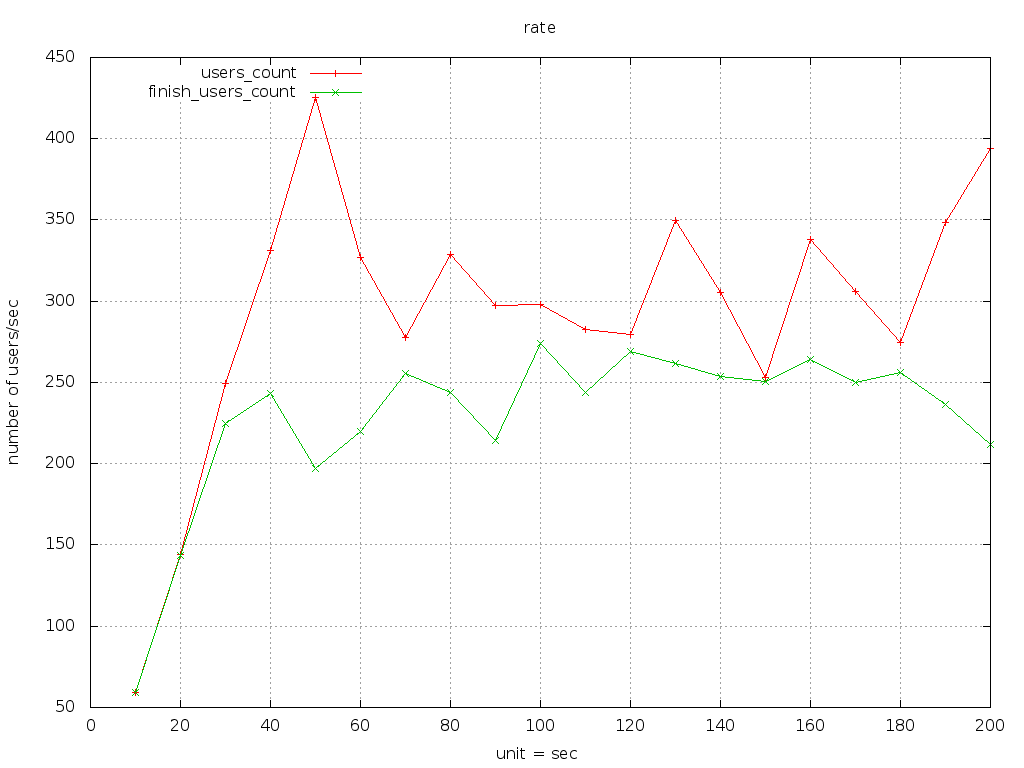 rate
users_count
finish_users_count
450
400
350
300
250
200
150
100
50
number of users/sec
0 20 40 60 80 100 120 140 160 180 200
unit = sec